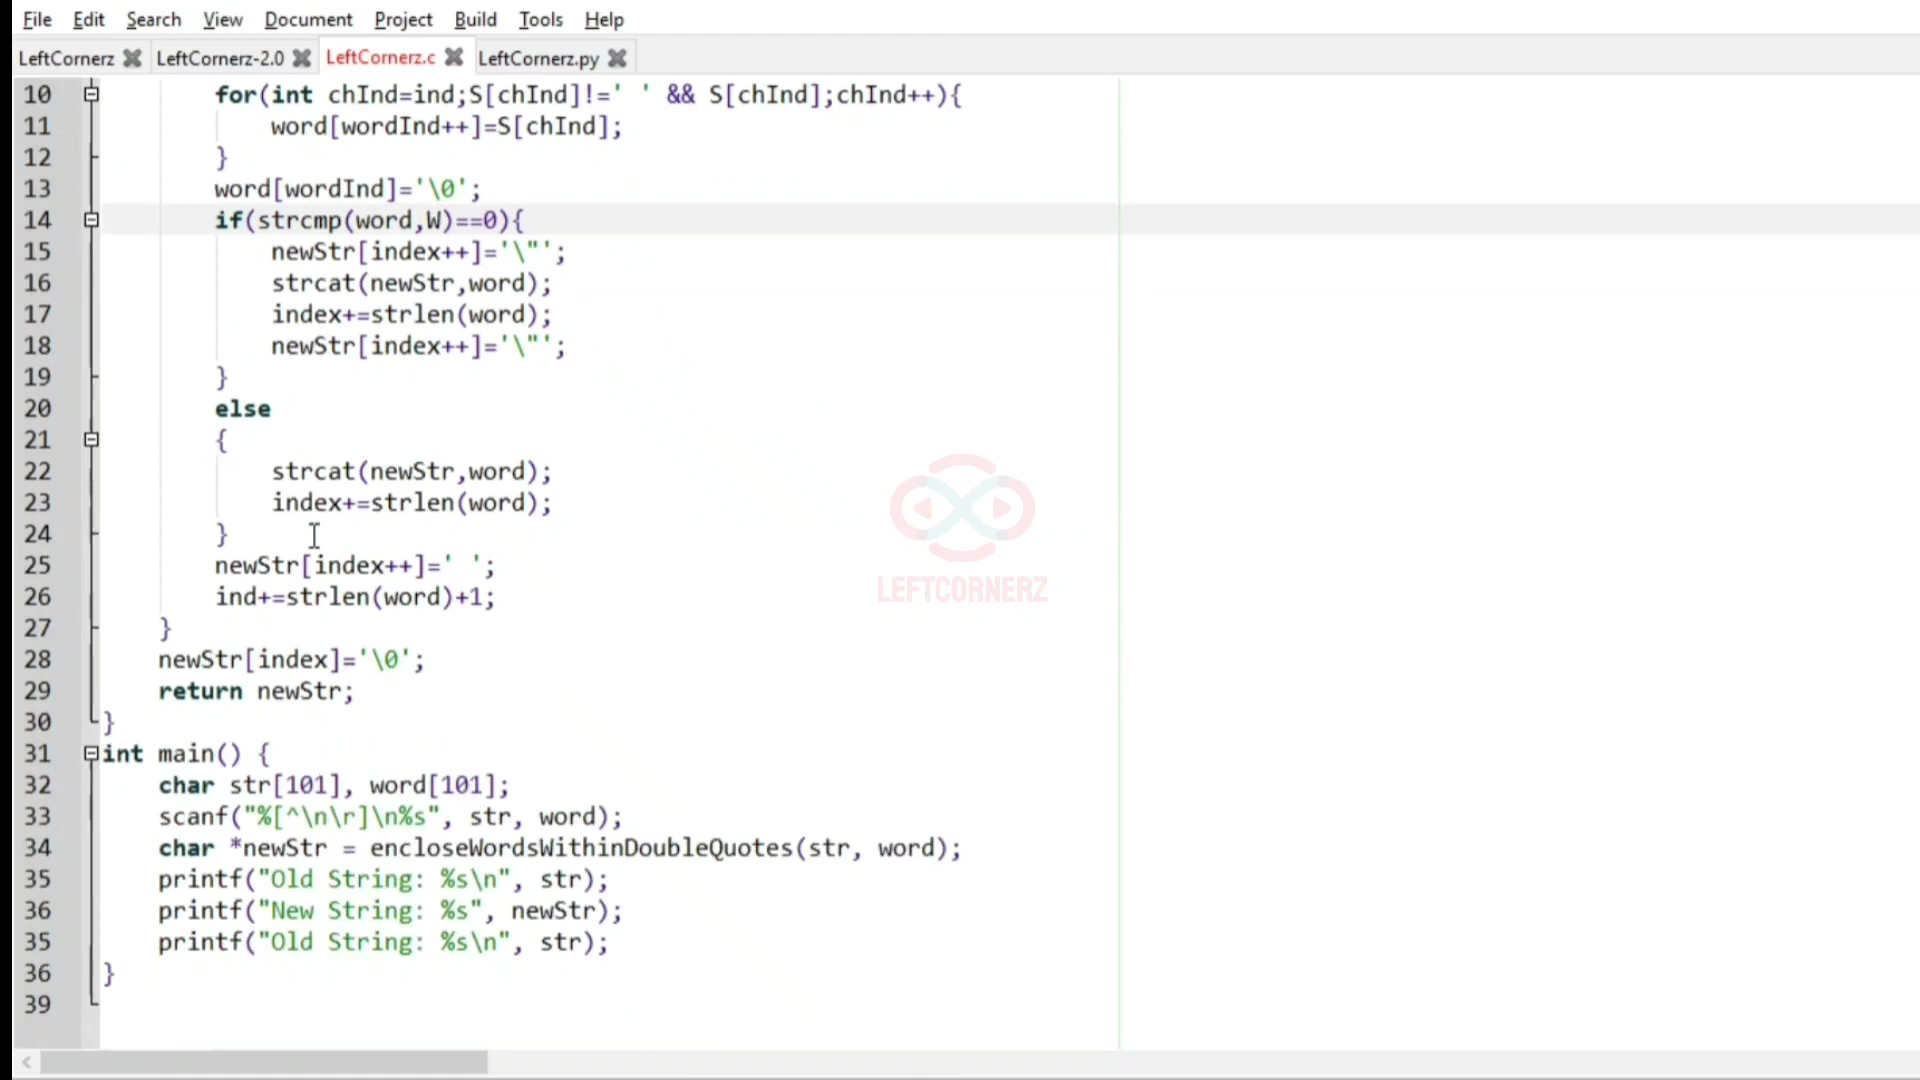 File Edit Search View Document Project Build Tools Help
LeftCornerz LeftCornerz-2.0 LeftCornerz.c LeftCornerz.py
10 for(int chInd=ind;S[chInd]!=' ' && S[chInd];chInd++){
11 word[wordInd++]=S[chInd];
12 }
13 word[wordInd]='\0';
14 if(strcmp(word,W)==0){
15 newStr[index++]='\"';
16 strcat(newStr,word);
17 index+=strlen(word);
18 newStr[index++]='\"';
19 }
20 else
21 {
22 strcat(newStr,word);
23 index+=strlen(word);
24 }
25 newStr[index++]=' ';
26 ind+=strlen(word)+1;
27 }
28 newStr[index]='\0';
29 return newStr;
30 }
31 int main() {
32 char str[101], word[101];
33 scanf("%[^\n\r]\n%s", str, word);
34 char *newStr = encloseWordsWithinDoubleQuotes(str, word);
35 printf("Old String: %s\n", str);
36 printf("New String: %s", newStr);
35 printf("Old String: %s\n", str);
36 }
39
LEFTCORNERZ